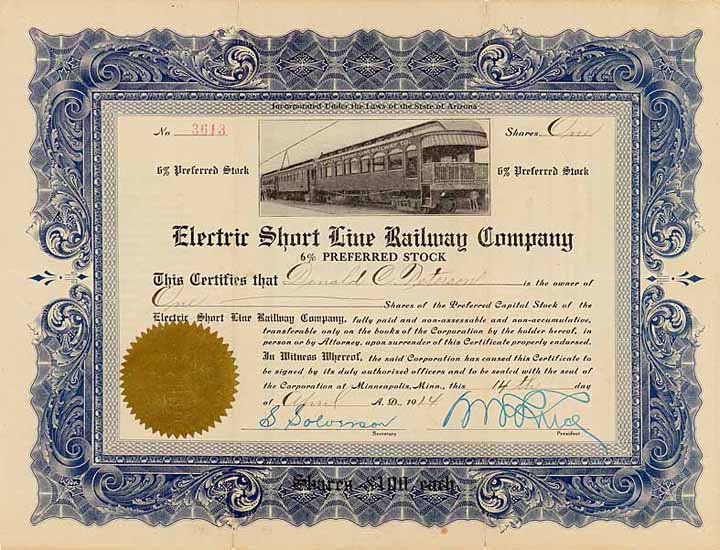 Incorporated Under the Laws of the State of Arizona
No 3613
Shares One
6% Preferred Stock
6% Preferred Stock
RAILWAY CO.
Electric Short Line Railway Company
6% PREFERRED STOCK
This Certifies that Donald O. is the owner of
One Shares of the Preferred Capital Stock of the
Electric Short Line Railway Company, fully paid and non-assessable and non-accumulative,
transferable only on the books of the Corporation by the holder hereof, in
person or by Attorney, upon surrender of this Certificate properly endorsed.
In Witness Whereof, the said Corporation has caused this Certificate to
be signed by its duly authorized officers and to be sealed with the seal of
the Corporation at Minneapolis, Minn., this 14th day
of April A.D., 1914
S Solverson
Secretary
President
Shares $100 each